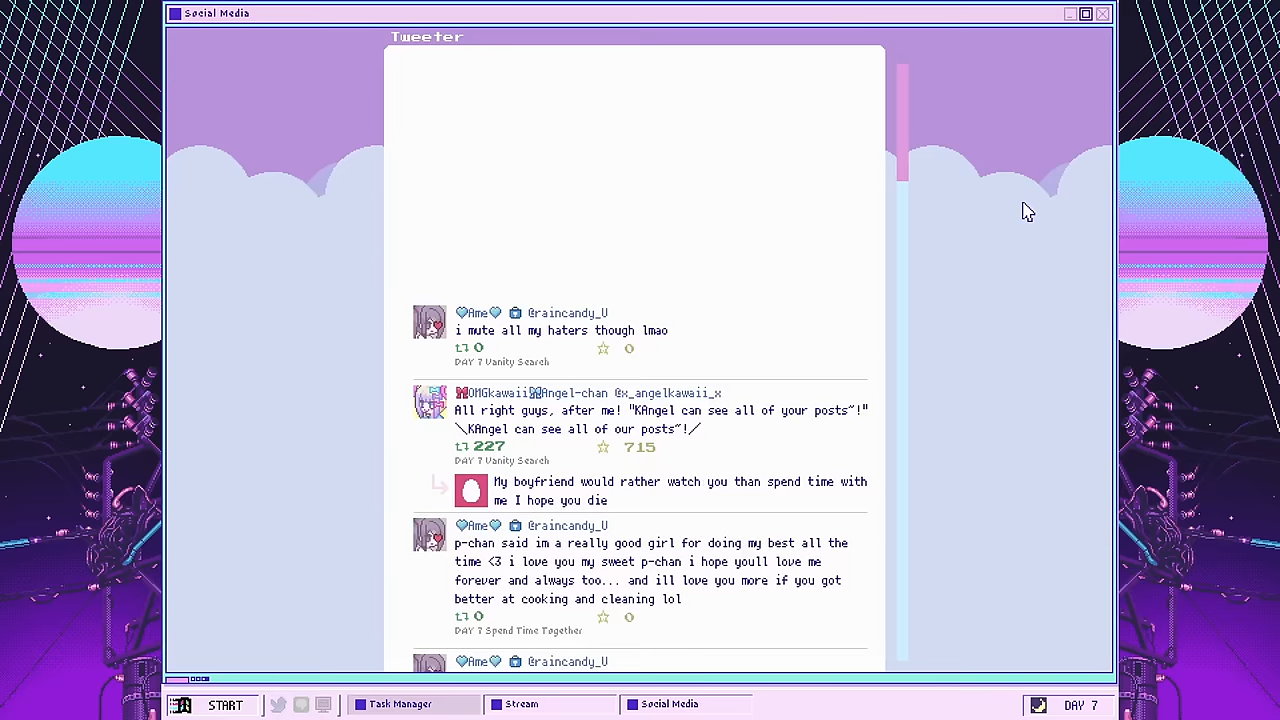 Social Media
Tweeter
Ame @raincandy_U
i mute all my haters though lmao
0 0
DAY 7 Vanity Search
OMGkawaiiAngel-chan @x_angelkawaii_x
All right guys, after me! "KAngel can see all of your posts~!"
\KAngel can see all of our posts~!/
227 715
DAY 7 Vanity Search
My boyfriend would rather watch you than spend time with
me I hope you die
Ame @raincandy_U
p-chan said im a really good girl for doing my best all the
time <3 i love you my sweet p-chan i hope youll love me
forever and always too... and ill love you more if you got
better at cooking and cleaning lol
0 0
DAY 7 Spend Time Together
Ame @raincandy_U
START Task Manager Stream Social Media DAY 7